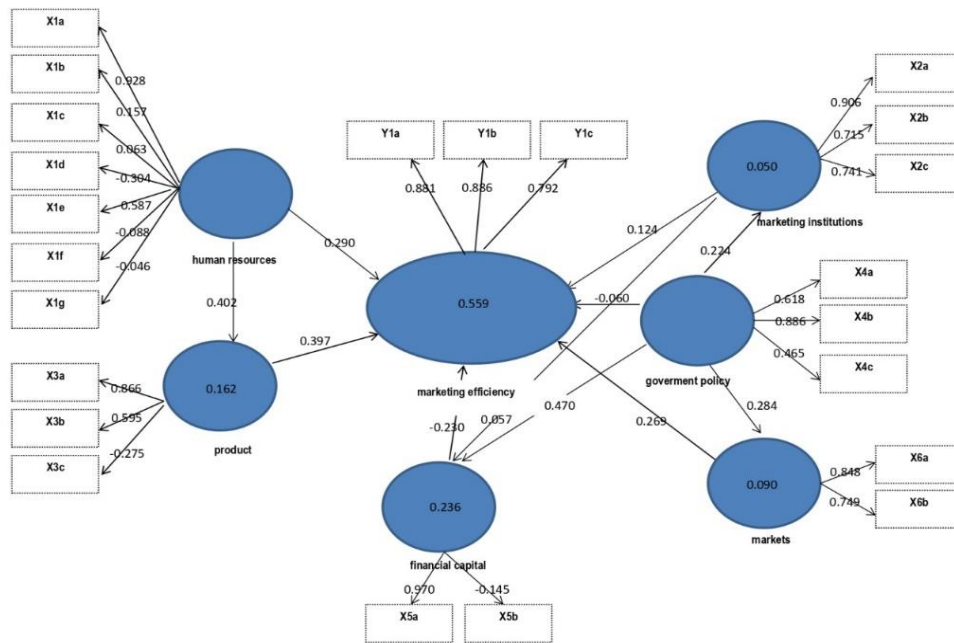 X1a
X1b
X1c
X1d
X1e
X1f
X1g
0.928
0.157
0.063
-0.304
0.587
-0.088
-0.046
human resources
0.402
0.290
Y1a
Y1b
Y1c
0.881
0.886
0.792
0.559
marketing efficiency
X2a
X2b
X2c
0.906
0.715
0.741
0.050
marketing institutions
0.124
0.224
-0.060
X4a
X4b
X4c
0.618
0.886
0.465
goverment policy
0.397
X3a
X3b
X3c
0.866
0.595
-0.275
0.162
product
-0.230
0.057
0.470
0.269
0.284
0.236
financial capital
0.970
-0.145
X5a
X5b
0.090
markets
0.848
0.749
X6a
X6b